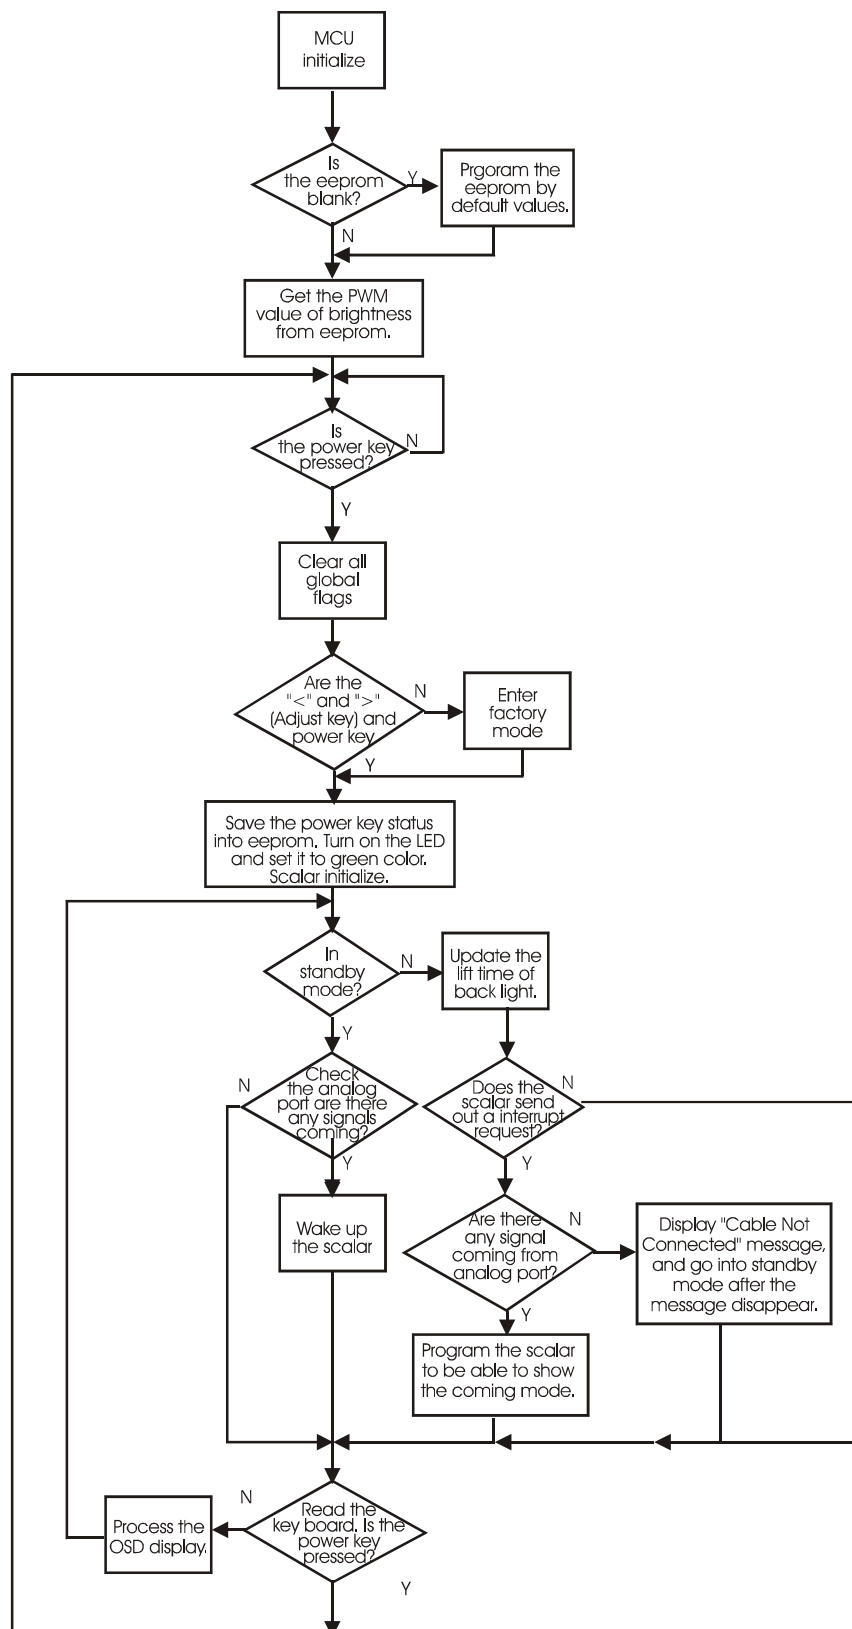 MCU
initialize
Is
the eeprom
blank?
Y
Prgoram the
eeprom by
default values.
N
Get the PWM
value of brightness
from eeprom.
Is
the power key
pressed?
N
Y
Clear all
global
flags
Are the
"<" and ">"
(Adjust key) and
power key
N
Enter
factory
mode
Y
Save the power key status
into eeprom. Turn on the LED
and set it to green color.
Scalar initialize.
In
standby
mode?
N
Update the
lift time of
back light.
Y
Check
the analog
port are there
any signals
coming?
N
Y
Does the
scalar send
out a interrupt
request?
N
Y
Wake up
the scalar
Are there
any signal
coming from
analog port?
N
Display "Cable Not
Connected" message,
and go into standby
mode after the
message disappear.
Y
Program the scalar
to be able to show
the coming mode.
Read the
key board. Is the
power key
pressed?
N
Process the
OSD display.
Y